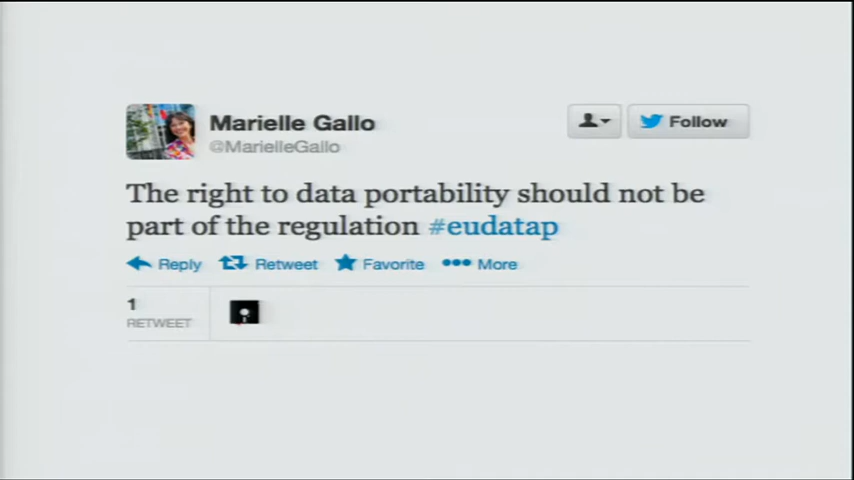 Marielle Gallo
@MarielleGallo
Follow
The right to data portability should not be
part of the regulation #eudatap
Reply Retweet Favorite More
1
RETWEET